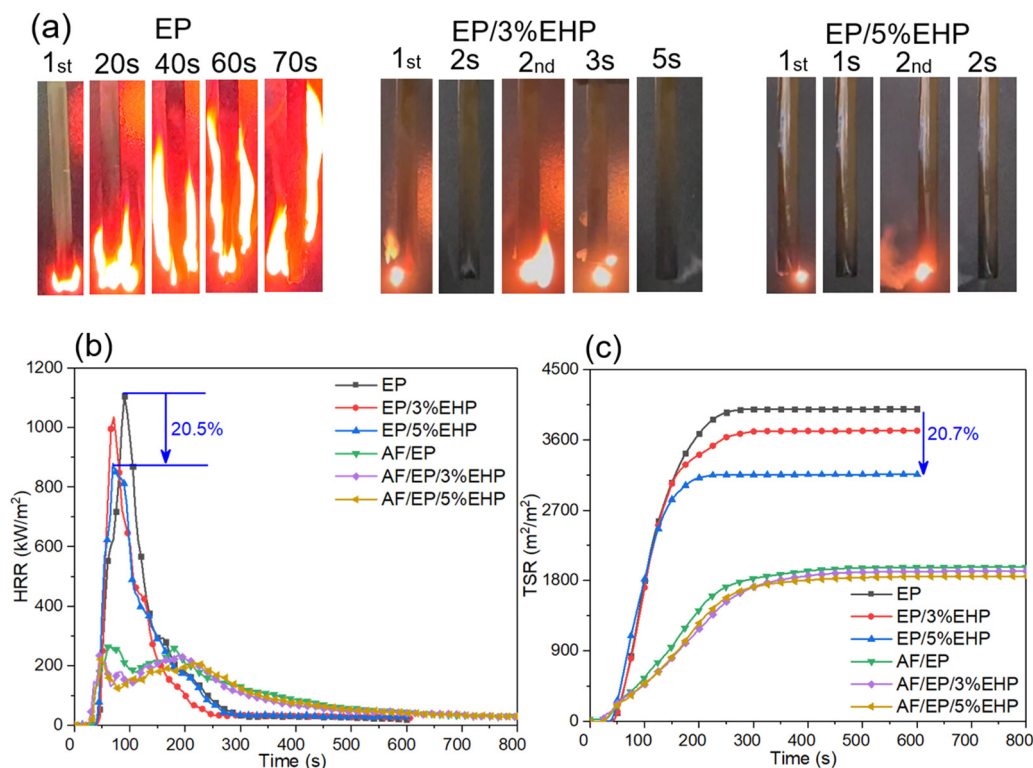 (a)
EP
1st 20s 40s 60s 70s
EP/3%EHP
1st 2s 2nd 3s 5s
EP/5%EHP
1st 1s 2nd 2s
(b)
HRR (kW/m²)
1200
1000
800
600
400
200
0
20.5%
EP
EP/3%EHP
EP/5%EHP
AF/EP
AF/EP/3%EHP
AF/EP/5%EHP
0 100 200 300 400 500 600 700 800
Time (s)
(c)
TSR (m²/m²)
4500
3600
2700
1800
900
0
20.7%
EP
EP/3%EHP
EP/5%EHP
AF/EP
AF/EP/3%EHP
AF/EP/5%EHP
0 100 200 300 400 500 600 700 800
Time (s)